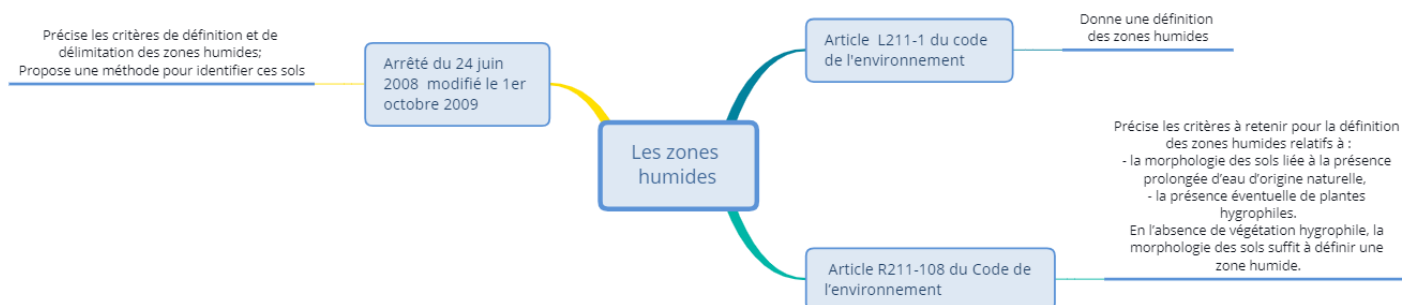 Précise les critères de définition et de
délimitation des zones humides;
Propose une méthode pour identifier ces sols
Arrêté du 24 juin
2008  modifié le 1er
octobre 2009
Les zones
humides
Article  L211-1 du code
de l'environnement
Donne une définition
des zones humides
Article R211-108 du Code de
l’environnement
Précise les critères à retenir pour la définition
des zones humides relatifs à :
- la morphologie des sols liée à la présence
prolongée d’eau d’origine naturelle,
- la présence éventuelle de plantes
hygrophiles.
En l’absence de végétation hygrophile, la
morphologie des sols suffit à définir une
zone humide.